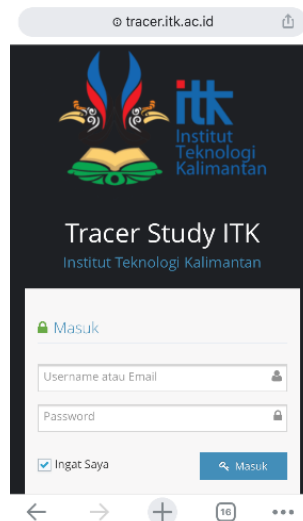 tracer.itk.ac.id
itk
Institut
Teknologi
Kalimantan
Tracer Study ITK
Institut Teknologi Kalimantan
Masuk
Username atau Email
Password
Ingat Saya
Masuk
16